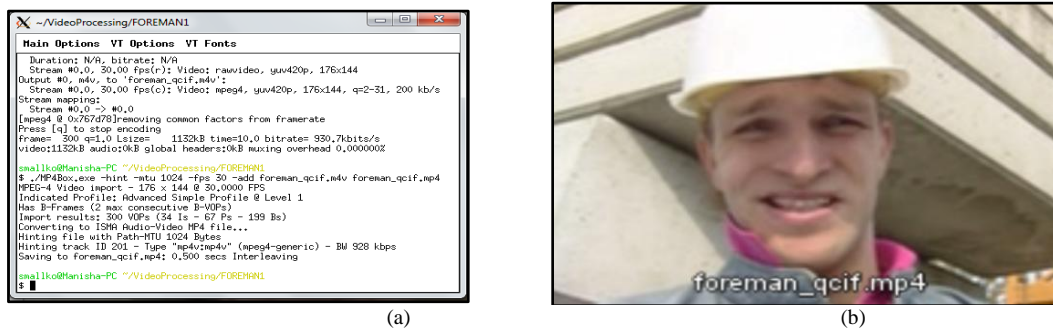 ~/VideoProcessing/FOREMAN1
Main Options VT Options VT Fonts
Duration: N/A, bitrate: N/A
Stream #0.0, 30.00 fps(r): Video: rawvideo, yuv420p, 176x144
Output #0, m4v, to 'foreman_qcif.m4v':
Stream #0.0, 30.00 fps(c): Video: mpeg4, yuv420p, 176x144, q=2-31, 200 kb/s
Stream mapping:
Stream #0.0 -> #0.0
[mpeg4 @ 0x767d78]removing common factors from framerate
Press [q] to stop encoding
frame= 300 q=1.0 Lsize= 1132kB time=10.0 bitrate= 930.7kbits/s
video:1132kB audio:0kB global headers:0kB muxing overhead 0.000000%
smallko@Manisha-PC ~/VideoProcessing/FOREMAN1
$ ./MP4Box.exe -hint -mtu 1024 -fps 30 -add foreman_qcif.m4v foreman_qcif.mp4
MPEG-4 Video import - 176 x 144 @ 30.0000 FPS
Indicated Profile: Advanced Simple Profile @ Level 1
Has B-Frames (2 max consecutive B-VOPs)
Import results: 300 VOPs (34 Is - 67 Ps - 199 Bs)
Converting to ISMA Audio-Video MP4 file...
Hinting file with Path-MTU 1024 Bytes
Hinting track ID 201 - Type "mp4v:mp4v" (mpeg4-generic) - BW 928 kbps
Saving to foreman_qcif.mp4: 0.500 secs Interleaving
smallko@Manisha-PC ~/VideoProcessing/FOREMAN1
$
foreman_qcif.mp4
(a)
(b)